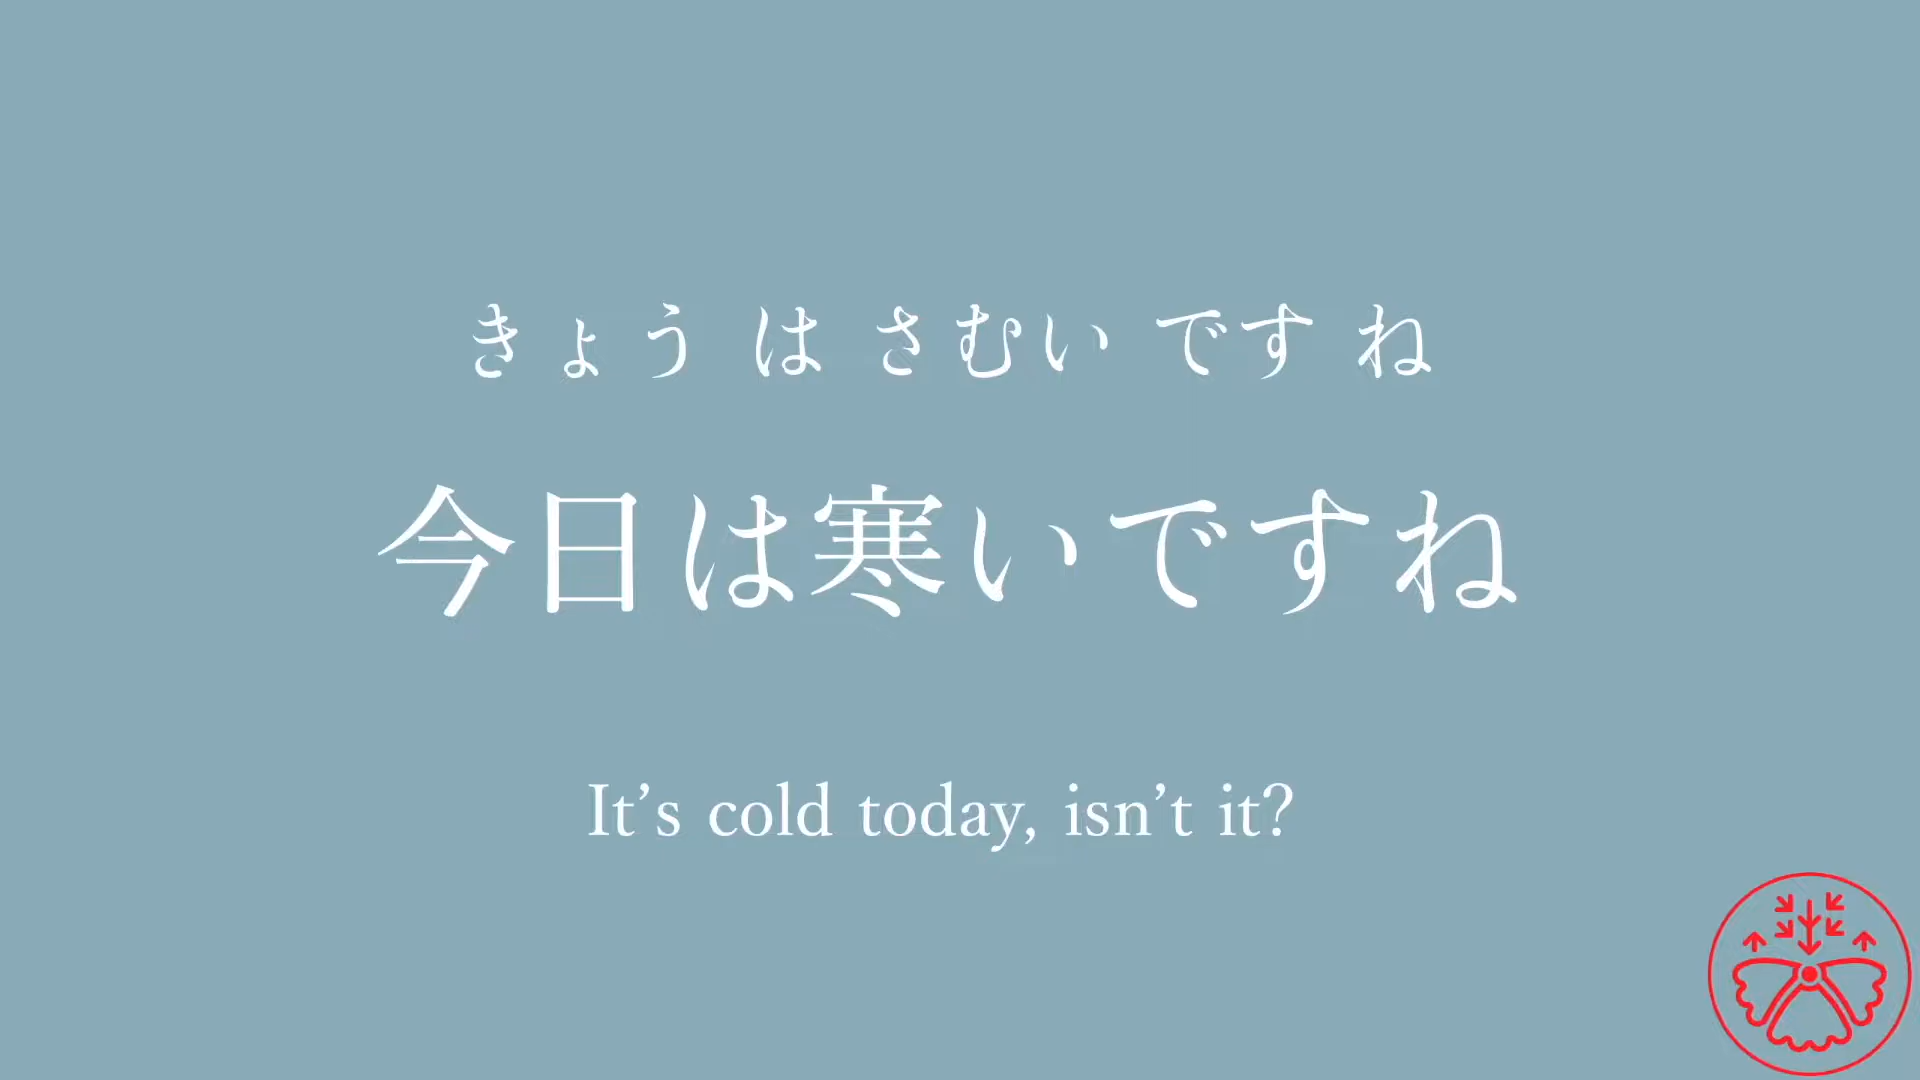 きょう は さむい です ね
今日は寒いですね
It’s cold today, isn’t it?